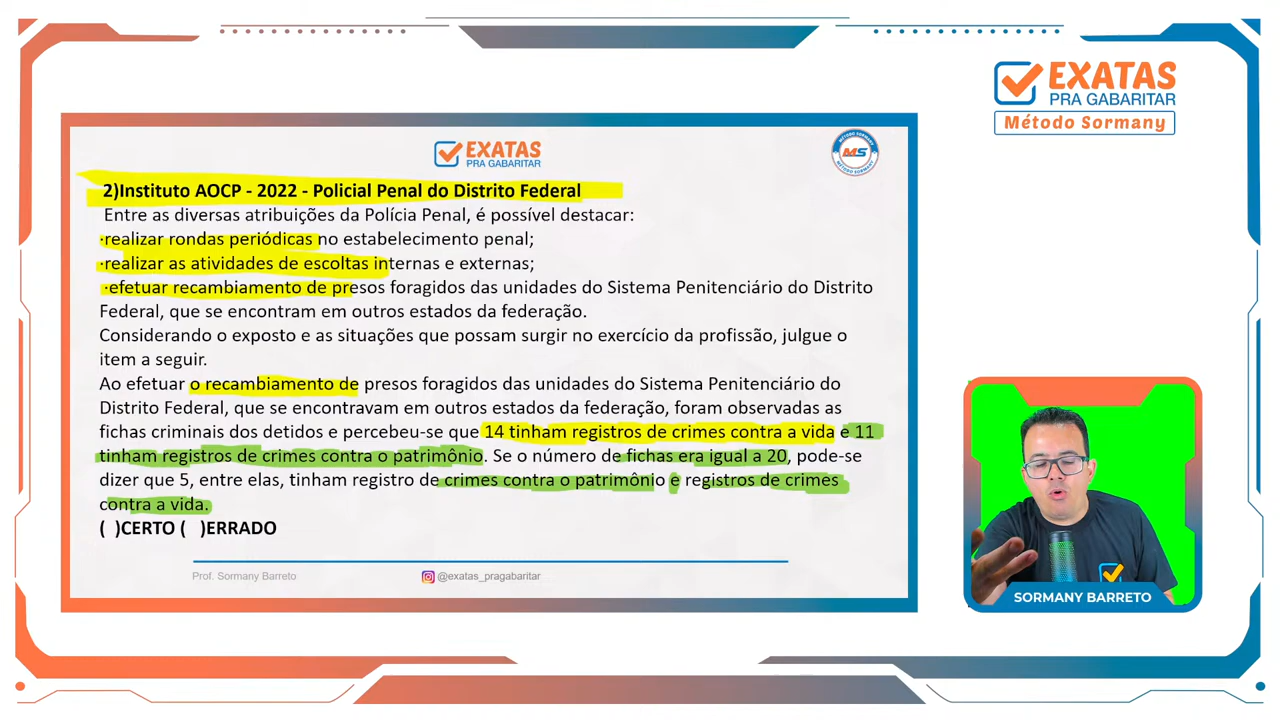 EXATAS
PRA GABARITAR
Método Sormany
EXATAS
PRA GABARITAR
MÉTODO SORMANY
MS
MÉTODO SORMANY
2)Instituto AOCP - 2022 - Policial Penal do Distrito Federal
Entre as diversas atribuições da Polícia Penal, é possível destacar:
·realizar rondas periódicas no estabelecimento penal;
·realizar as atividades de escoltas internas e externas;
·efetuar recambiamento de presos foragidos das unidades do Sistema Penitenciário do Distrito
Federal, que se encontram em outros estados da federação.
Considerando o exposto e as situações que possam surgir no exercício da profissão, julgue o
item a seguir.
Ao efetuar o recambiamento de presos foragidos das unidades do Sistema Penitenciário do
Distrito Federal, que se encontravam em outros estados da federação, foram observadas as
fichas criminais dos detidos e percebeu-se que 14 tinham registros de crimes contra a vida e 11
tinham registros de crimes contra o patrimônio. Se o número de fichas era igual a 20, pode-se
dizer que 5, entre elas, tinham registro de crimes contra o patrimônio e registros de crimes
contra a vida.
( )CERTO ( )ERRADO
Prof. Sormany Barreto
@exatas_pragabaritar
SORMANY BARRETO